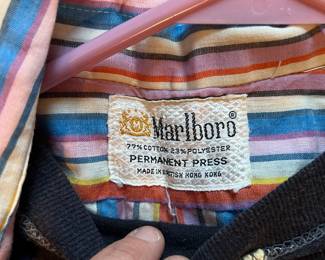 Marlboro®
77% COTTON 23% POLYESTER
PERMANENT PRESS
MADE IN BRITISH HONG KONG